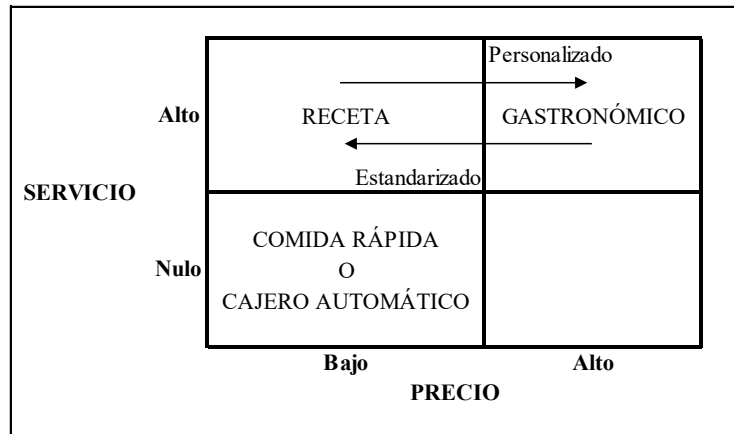 Personalizado
Alto
RECETA
GASTRONÓMICO
Estandarizado
SERVICIO
COMIDA RÁPIDA
Nulo
O
CAJERO AUTOMÁTICO
Bajo
Alto
PRECIO